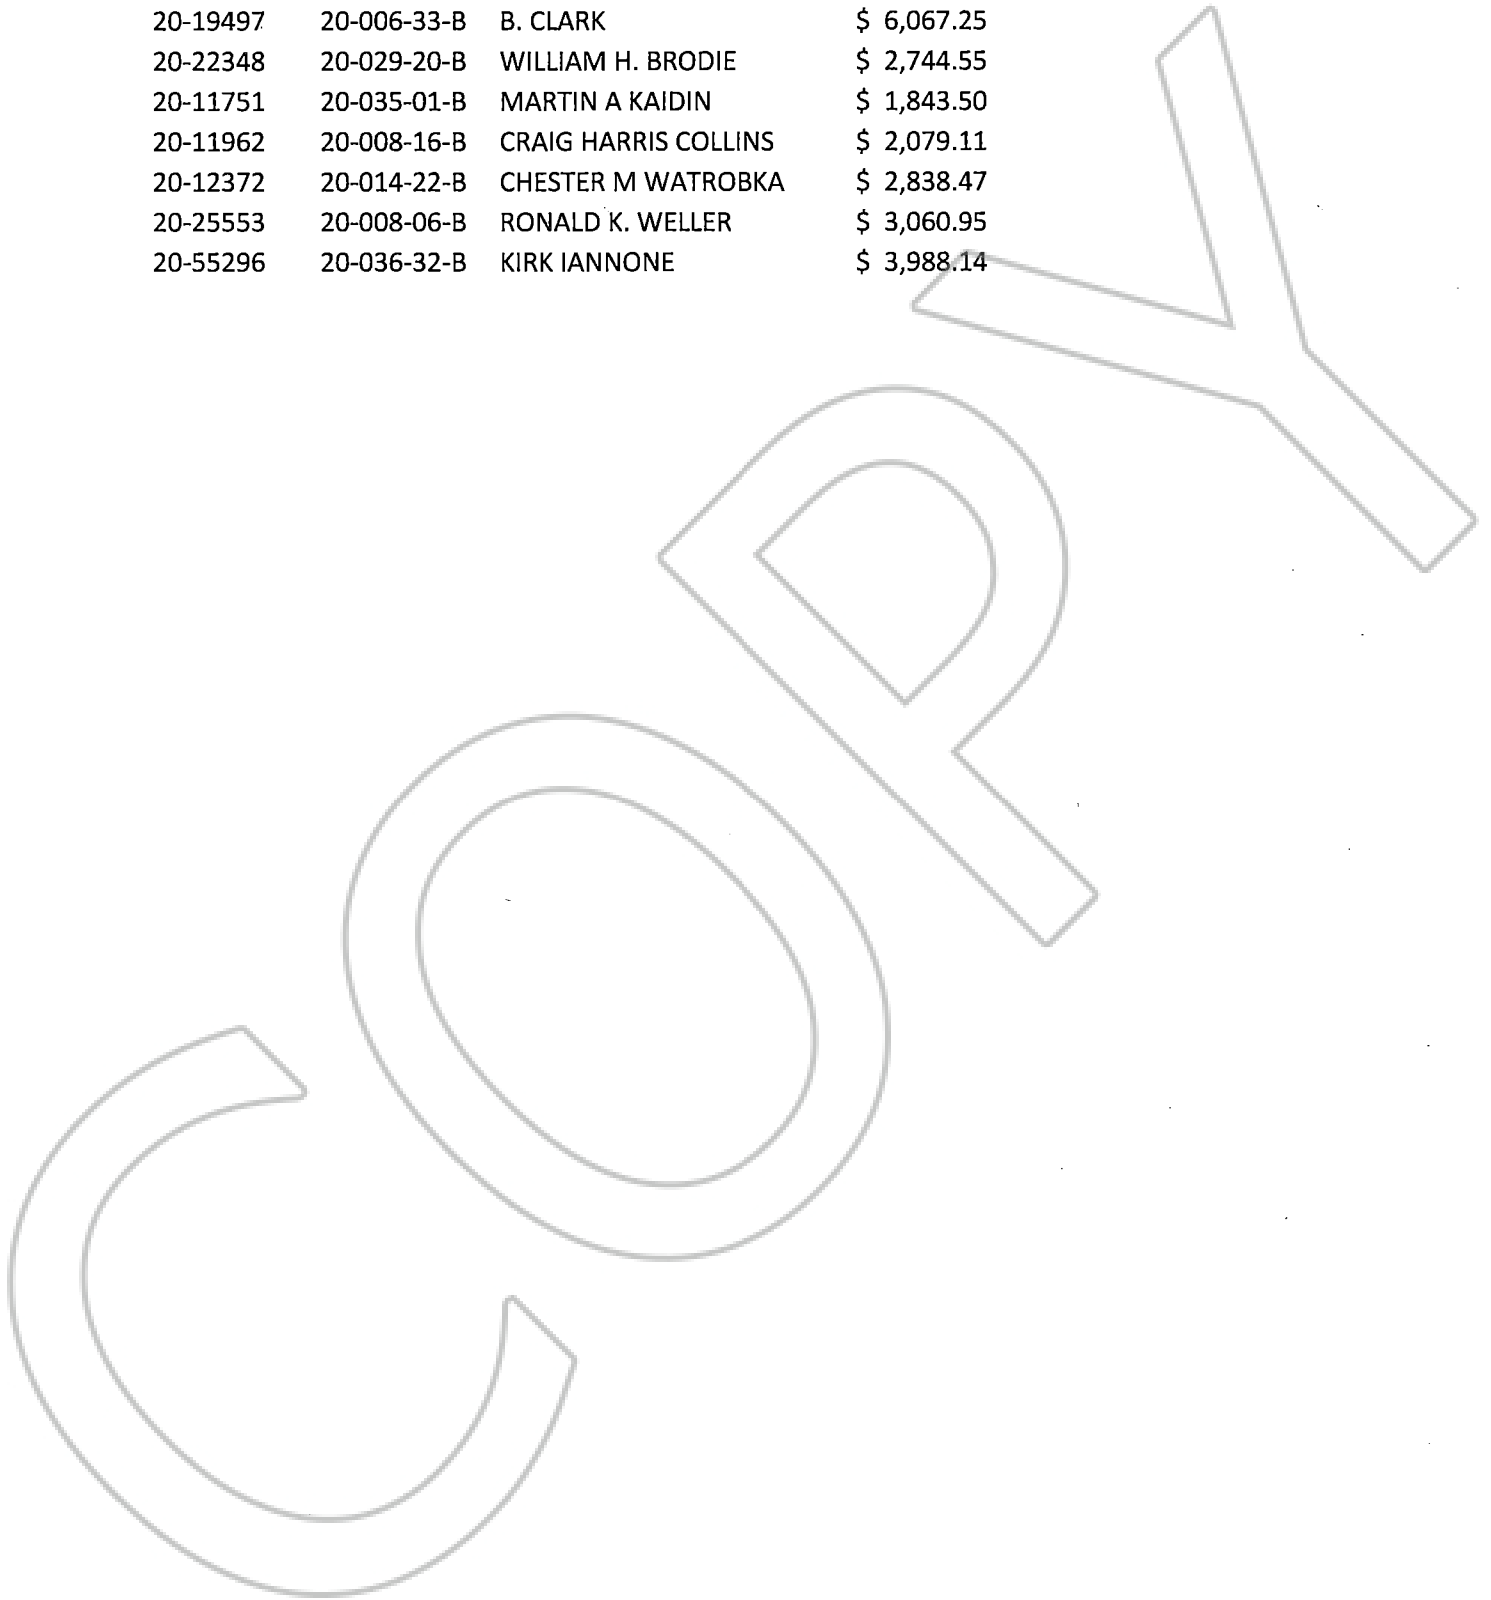 20-19497 20-006-33-B B. CLARK $ 6,067.25
20-22348 20-029-20-B WILLIAM H. BRODIE $ 2,744.55
20-11751 20-035-01-B MARTIN A KAIDIN $ 1,843.50
20-11962 20-008-16-B CRAIG HARRIS COLLINS $ 2,079.11
20-12372 20-014-22-B CHESTER M WATROBKA $ 2,838.47
20-25553 20-008-06-B RONALD K. WELLER $ 3,060.95
20-55296 20-036-32-B KIRK IANNONE $ 3,988.14
COPY